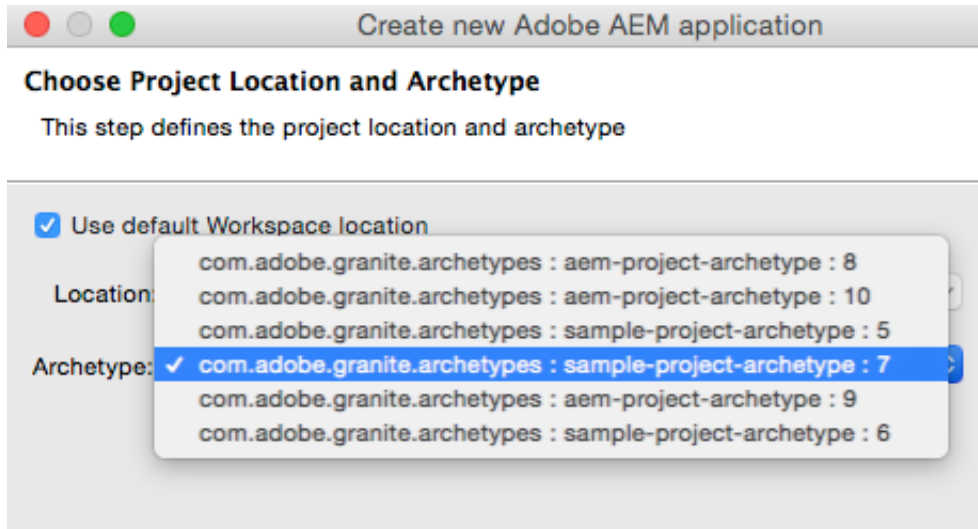 Create new Adobe AEM application
Choose Project Location and Archetype
This step defines the project location and archetype
Use default Workspace location
com.adobe.granite.archetypes : aem-project-archetype : 8
Location:
com.adobe.granite.archetypes : aem-project-archetype : 10
com.adobe.granite.archetypes : sample-project-archetype : 5
Archetype: ✓ com.adobe.granite.archetypes : sample-project-archetype : 7
com.adobe.granite.archetypes : aem-project-archetype : 9
com.adobe.granite.archetypes : sample-project-archetype : 6